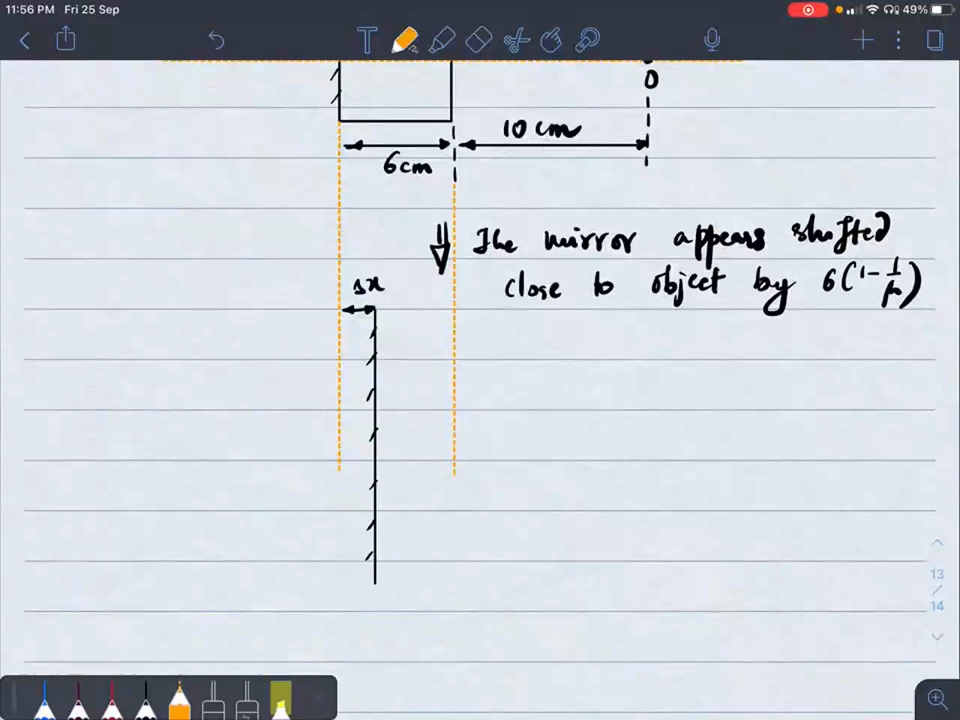 11:56 PM Fri 25 Sep
49%
T
O
10 cm
6cm
The mirror appears shifted
close to object by 6(1-1/μ)
Δx
13
/
14